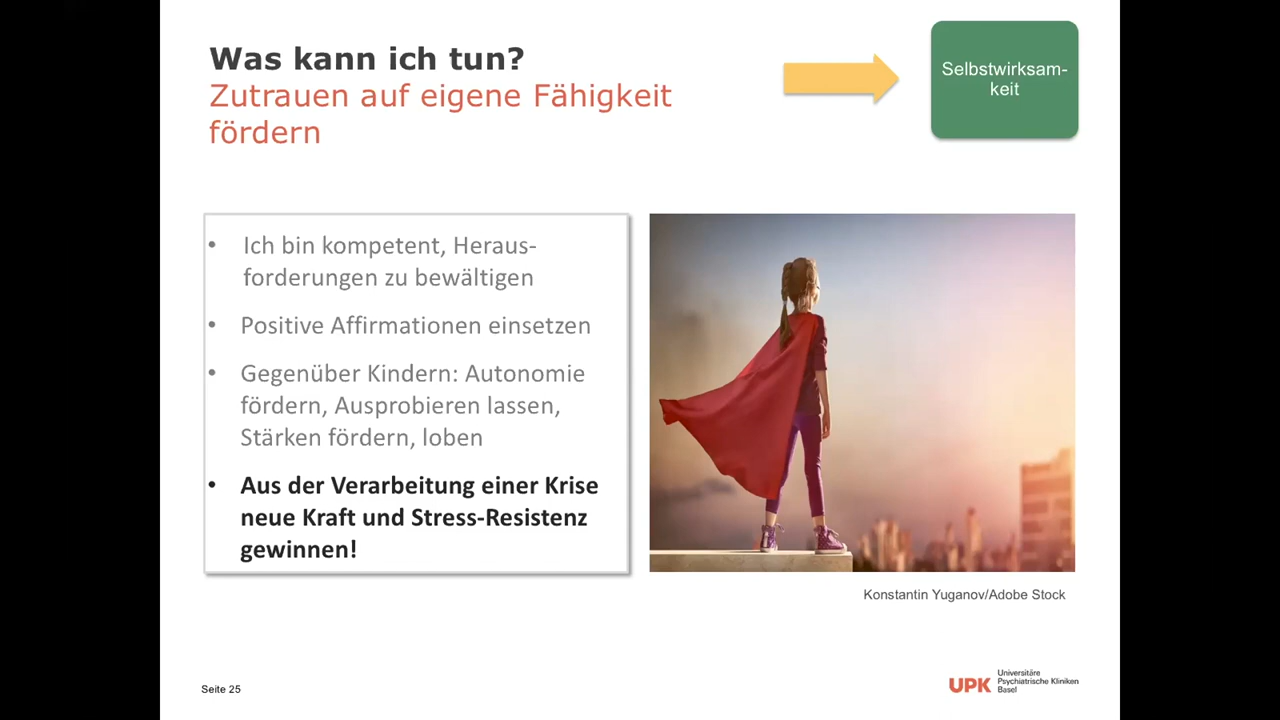 Was kann ich tun?
Zutrauen auf eigene Fähigkeit
fördern
Selbstwirksam-
keit
• Ich bin kompetent, Heraus-
forderungen zu bewältigen
• Positive Affirmationen einsetzen
• Gegenüber Kindern: Autonomie
fördern, Ausprobieren lassen,
Stärken fördern, loben
• Aus der Verarbeitung einer Krise
neue Kraft und Stress-Resistenz
gewinnen!
Konstantin Yuganov/Adobe Stock
Seite 25
UPK
Universitäre
Psychiatrische Kliniken
Basel